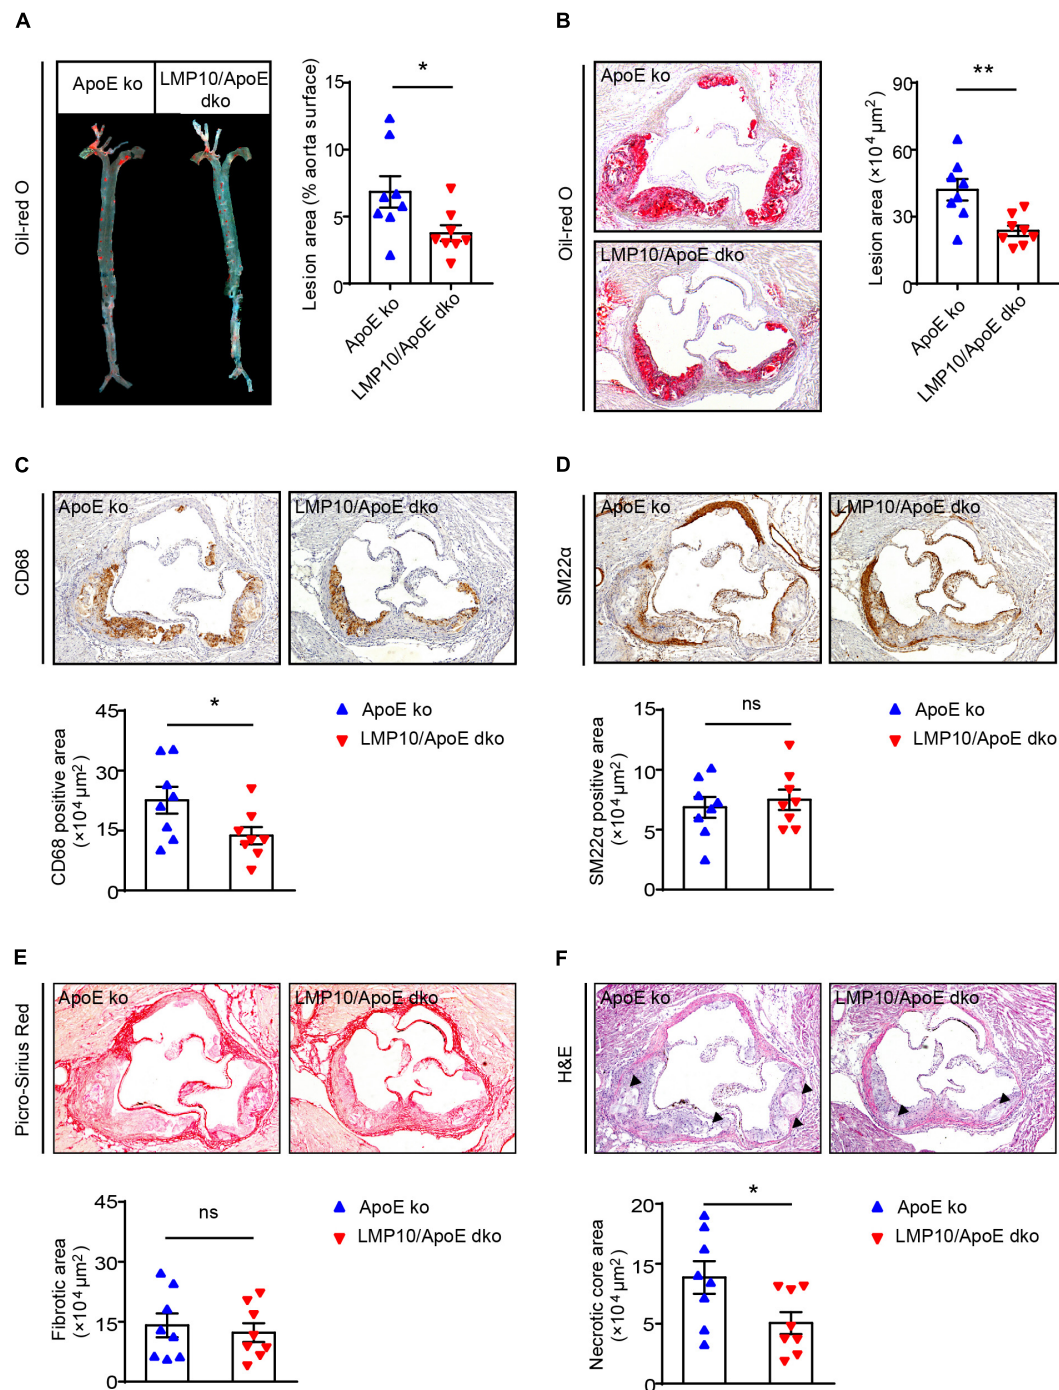 A
Oil-red O
ApoE ko
LMP10/ApoE
dko
Lesion area (% aorta surface)
15
10
5
0
*
ApoE ko
LMP10/ApoE dko
B
Oil-red O
ApoE ko
LMP10/ApoE dko
Lesion area (×10⁴ µm²)
90
60
30
0
**
ApoE ko
LMP10/ApoE dko
C
CD68
ApoE ko
LMP10/ApoE dko
CD68 positive area
(×10⁴ µm²)
45
30
15
0
*
ApoE ko
LMP10/ApoE dko
D
SM22α
ApoE ko
LMP10/ApoE dko
SM22α positive area
(×10⁴ µm²)
15
10
5
0
ns
ApoE ko
LMP10/ApoE dko
E
Picro-Sirius Red
ApoE ko
LMP10/ApoE dko
Fibrotic area
(×10⁴ µm²)
45
30
15
0
ns
ApoE ko
LMP10/ApoE dko
F
H&E
ApoE ko
LMP10/ApoE dko
Necrotic core area
(×10⁴ µm²)
20
15
5
0
*
ApoE ko
LMP10/ApoE dko